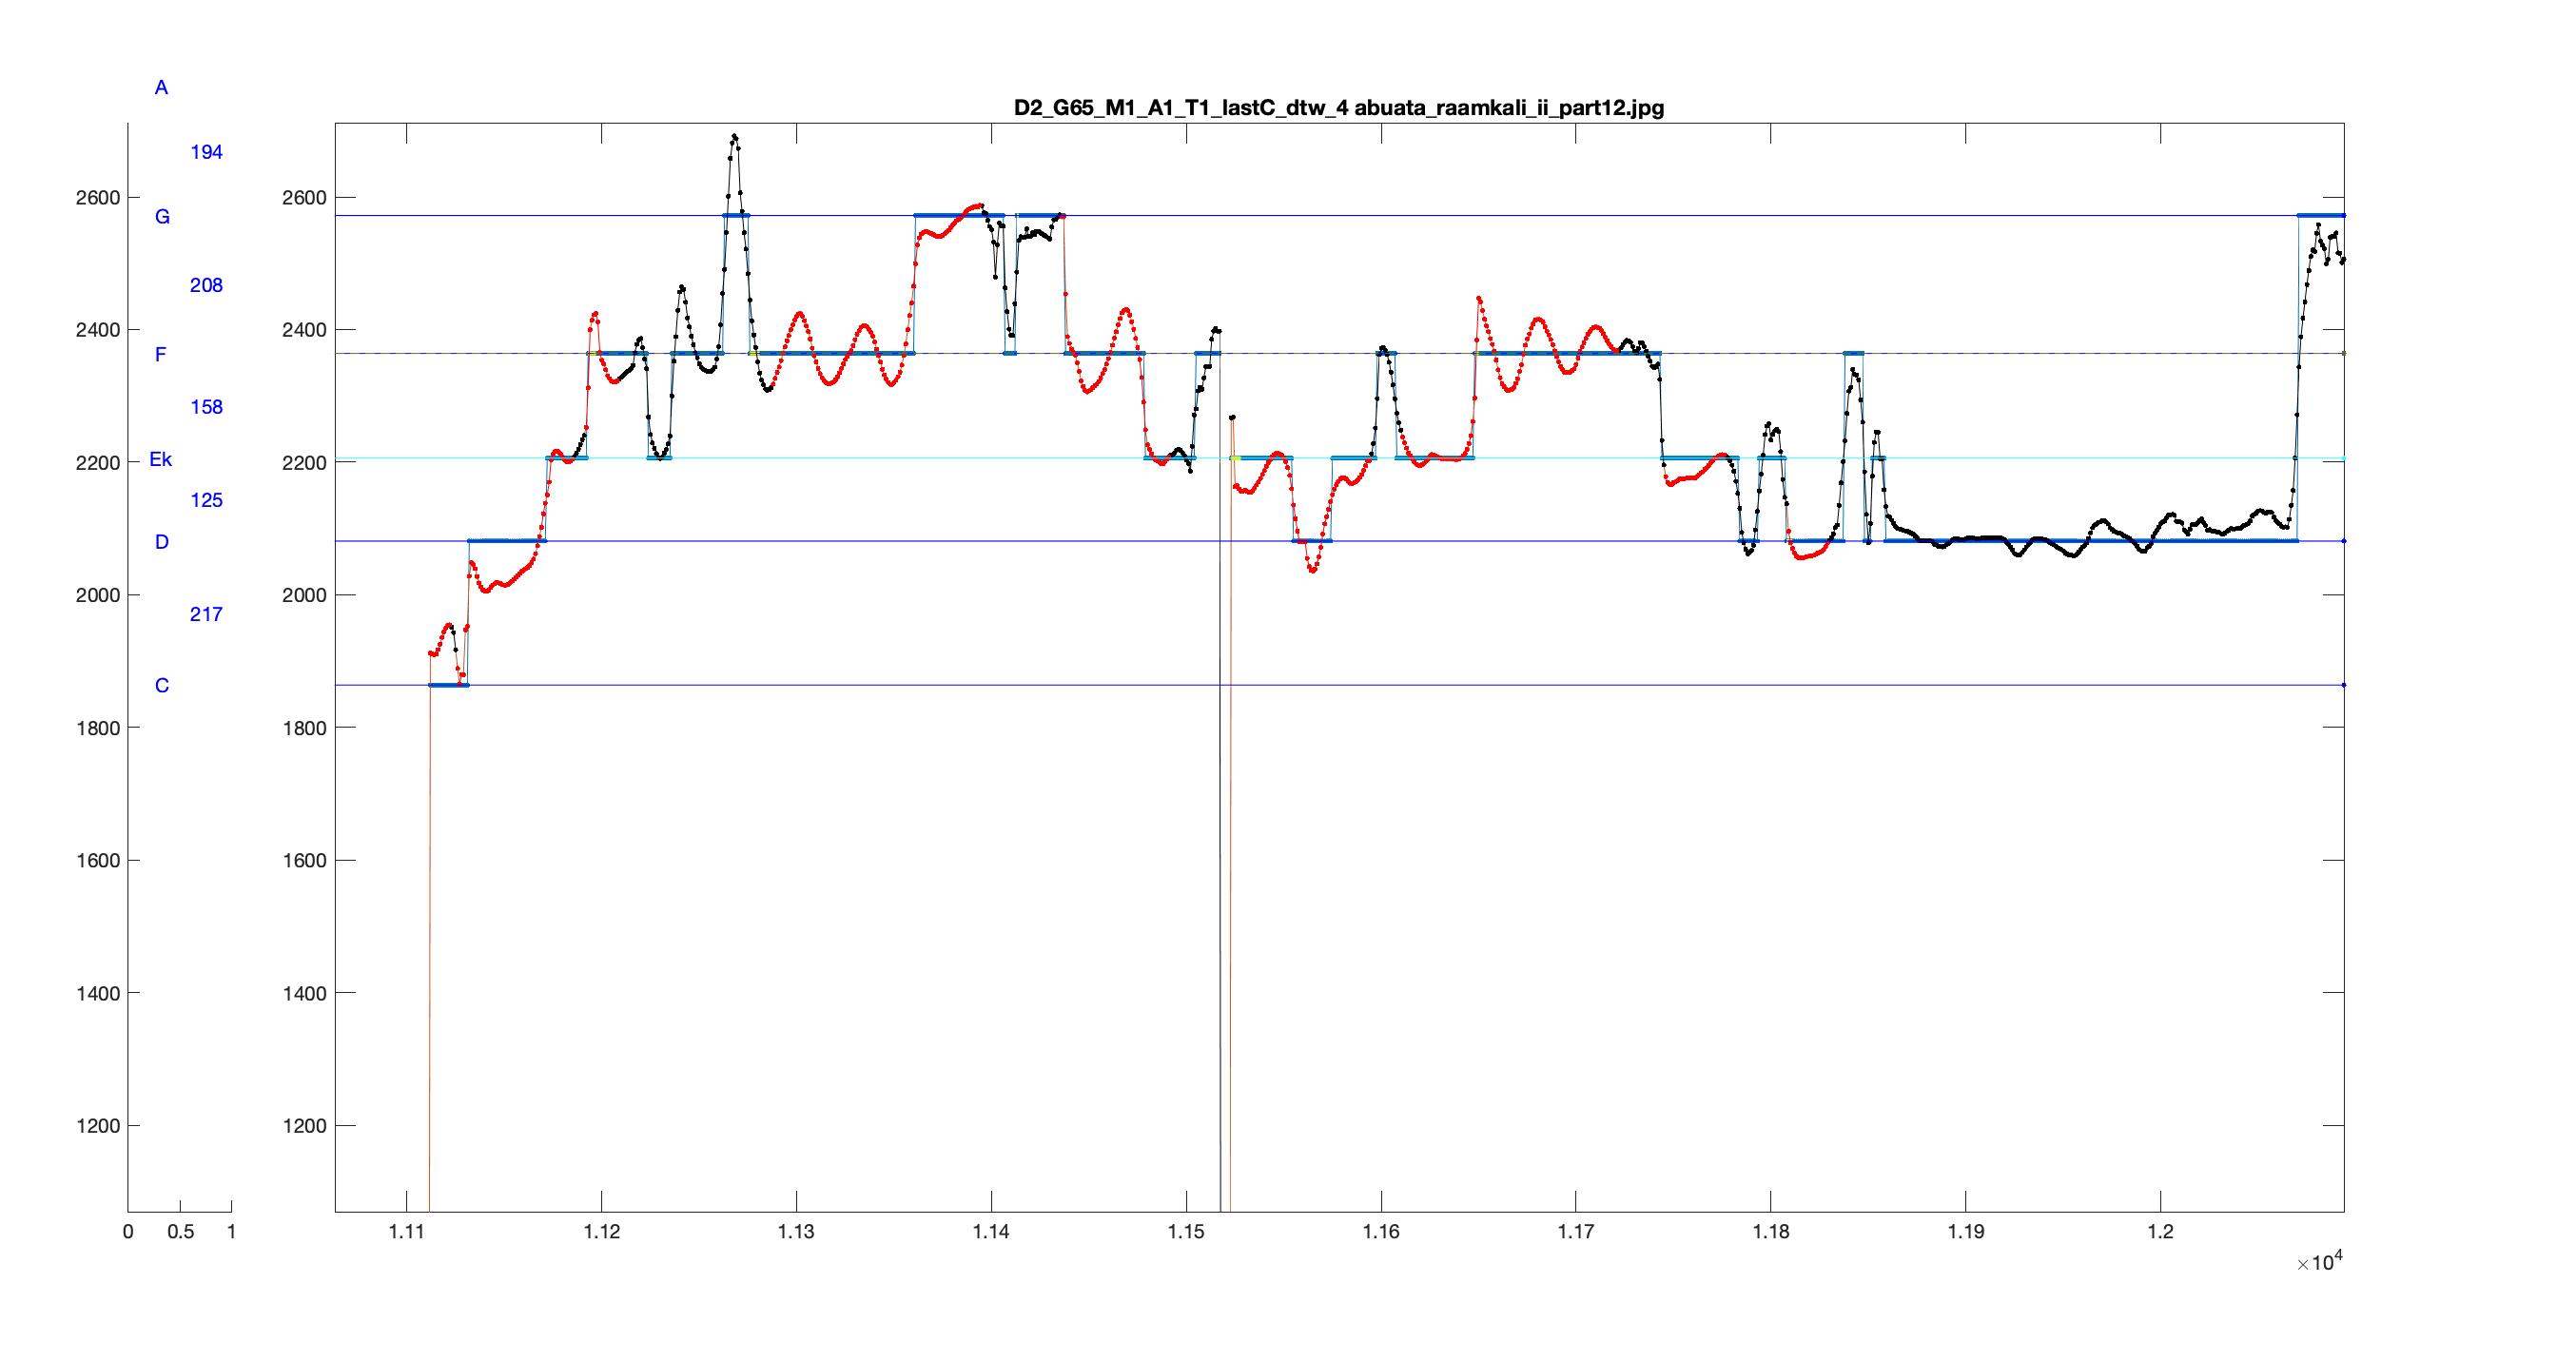 A
D2_G65_M1_A1_T1_lastC_dtw_4 abuata_raamkali_ii_part12.jpg
194
2600 2600
G
208
2400 2400
F
158
2200 Ek 2200
125
D
2000 2000
217
C
1800 1800
1600 1600
1400 1400
1200 1200
0 0.5 1 1.11 1.12 1.13 1.14 1.15 1.16 1.17 1.18 1.19 1.2
×10⁴